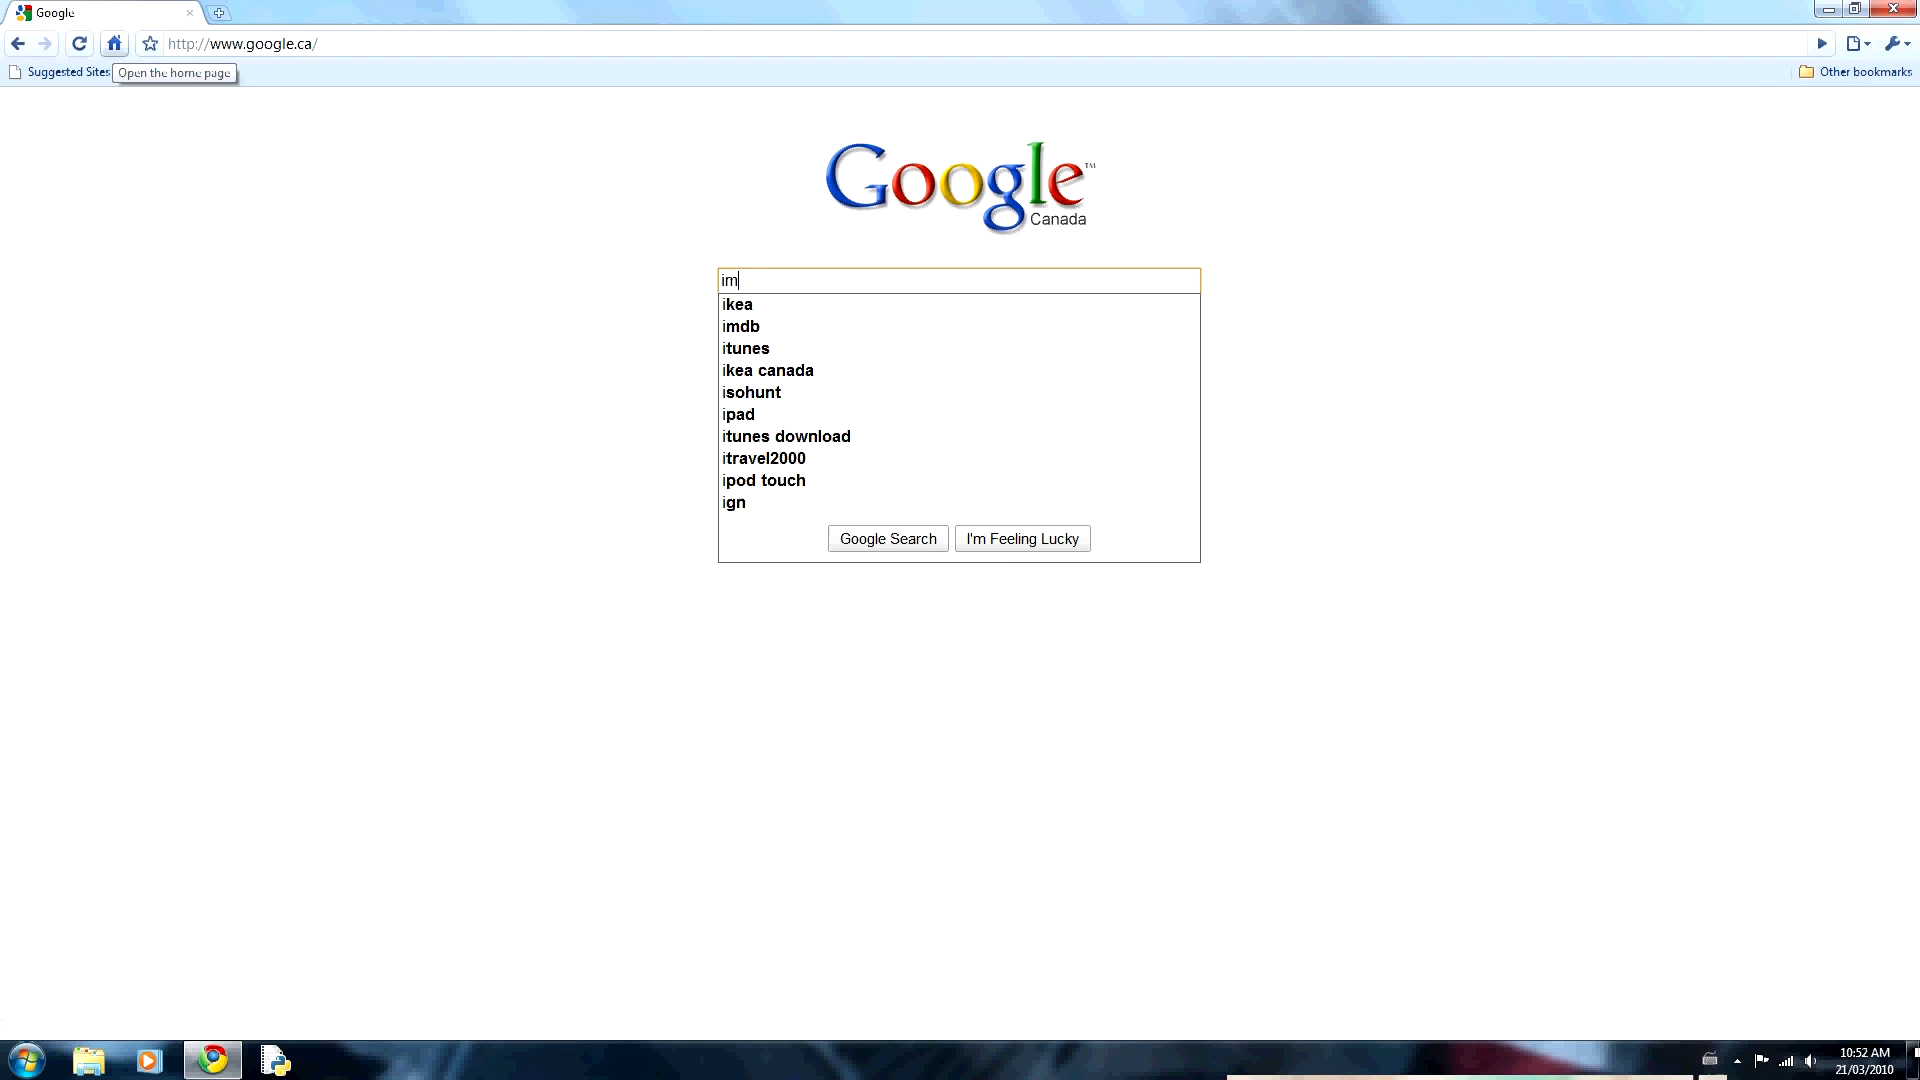 Google
http://www.google.ca/
Suggested Sites
Open the home page
Other bookmarks
Google™
Canada
im
ikea
imdb
itunes
ikea canada
isohunt
ipad
itunes download
itravel2000
ipod touch
ign
Google Search
I'm Feeling Lucky
10:52 AM
21/03/2010